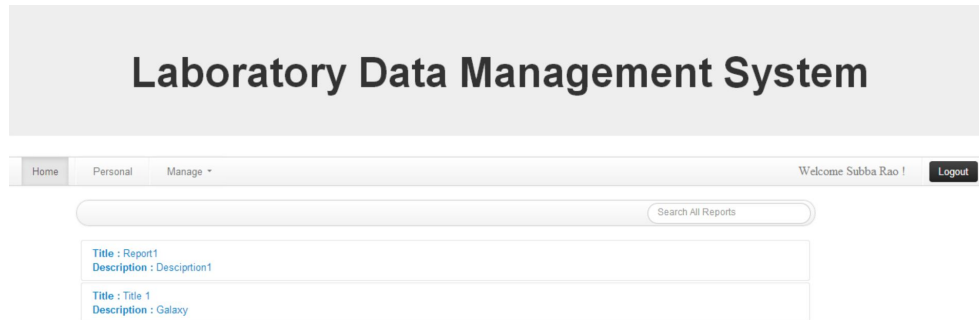 Laboratory Data Management System
Home Personal Manage Welcome Subba Rao ! Logout
Search All Reports
Title : Report1
Description : Desciprtion1
Title : Title 1
Description : Galaxy